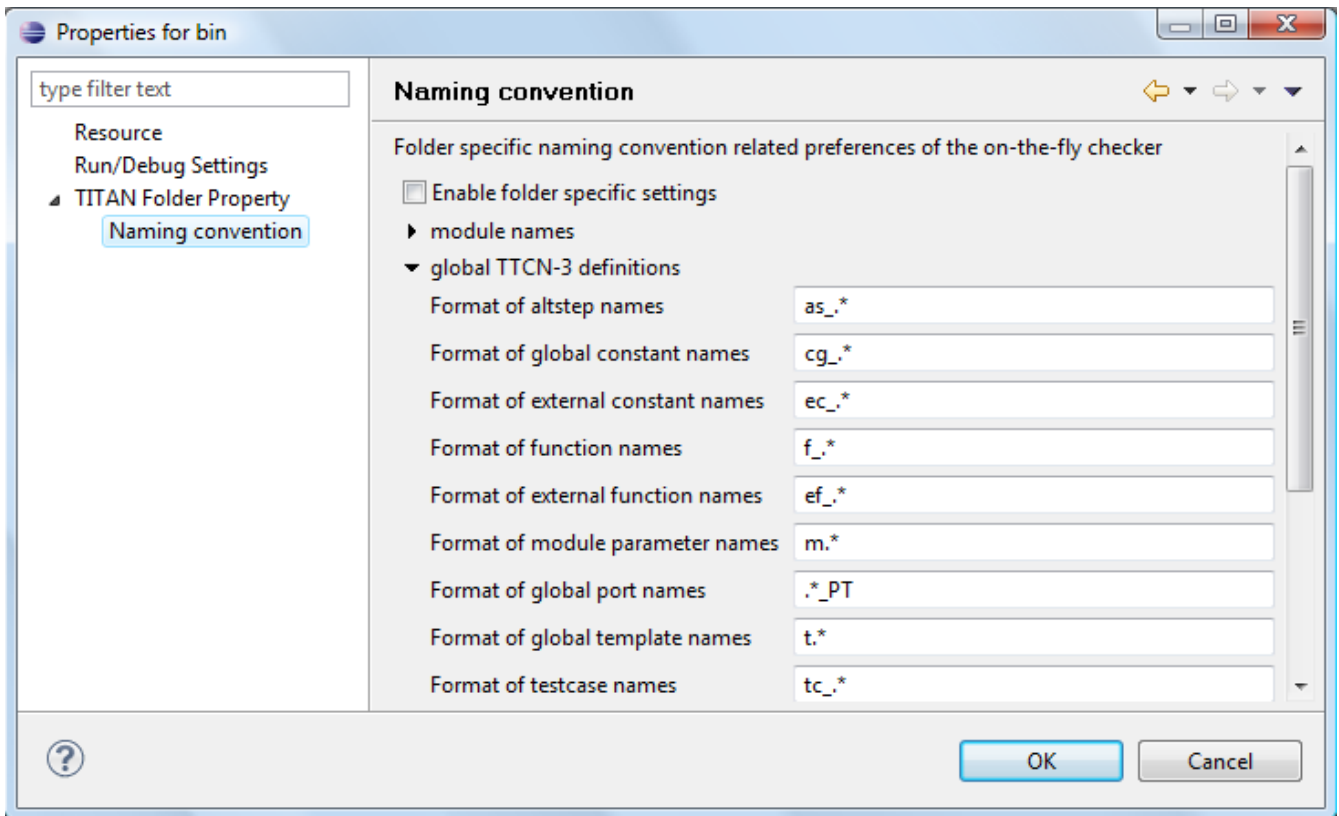 Properties for bin
type filter text
Resource
Run/Debug Settings
TITAN Folder Property
Naming convention
Naming convention
Folder specific naming convention related preferences of the on-the-fly checker
Enable folder specific settings
module names
global TTCN-3 definitions
Format of altstep names as_.*
Format of global constant names cg_.*
Format of external constant names ec_.*
Format of function names f_.*
Format of external function names ef_.*
Format of module parameter names m.*
Format of global port names .*_PT
Format of global template names t.*
Format of testcase names tc_.*
?
OK Cancel